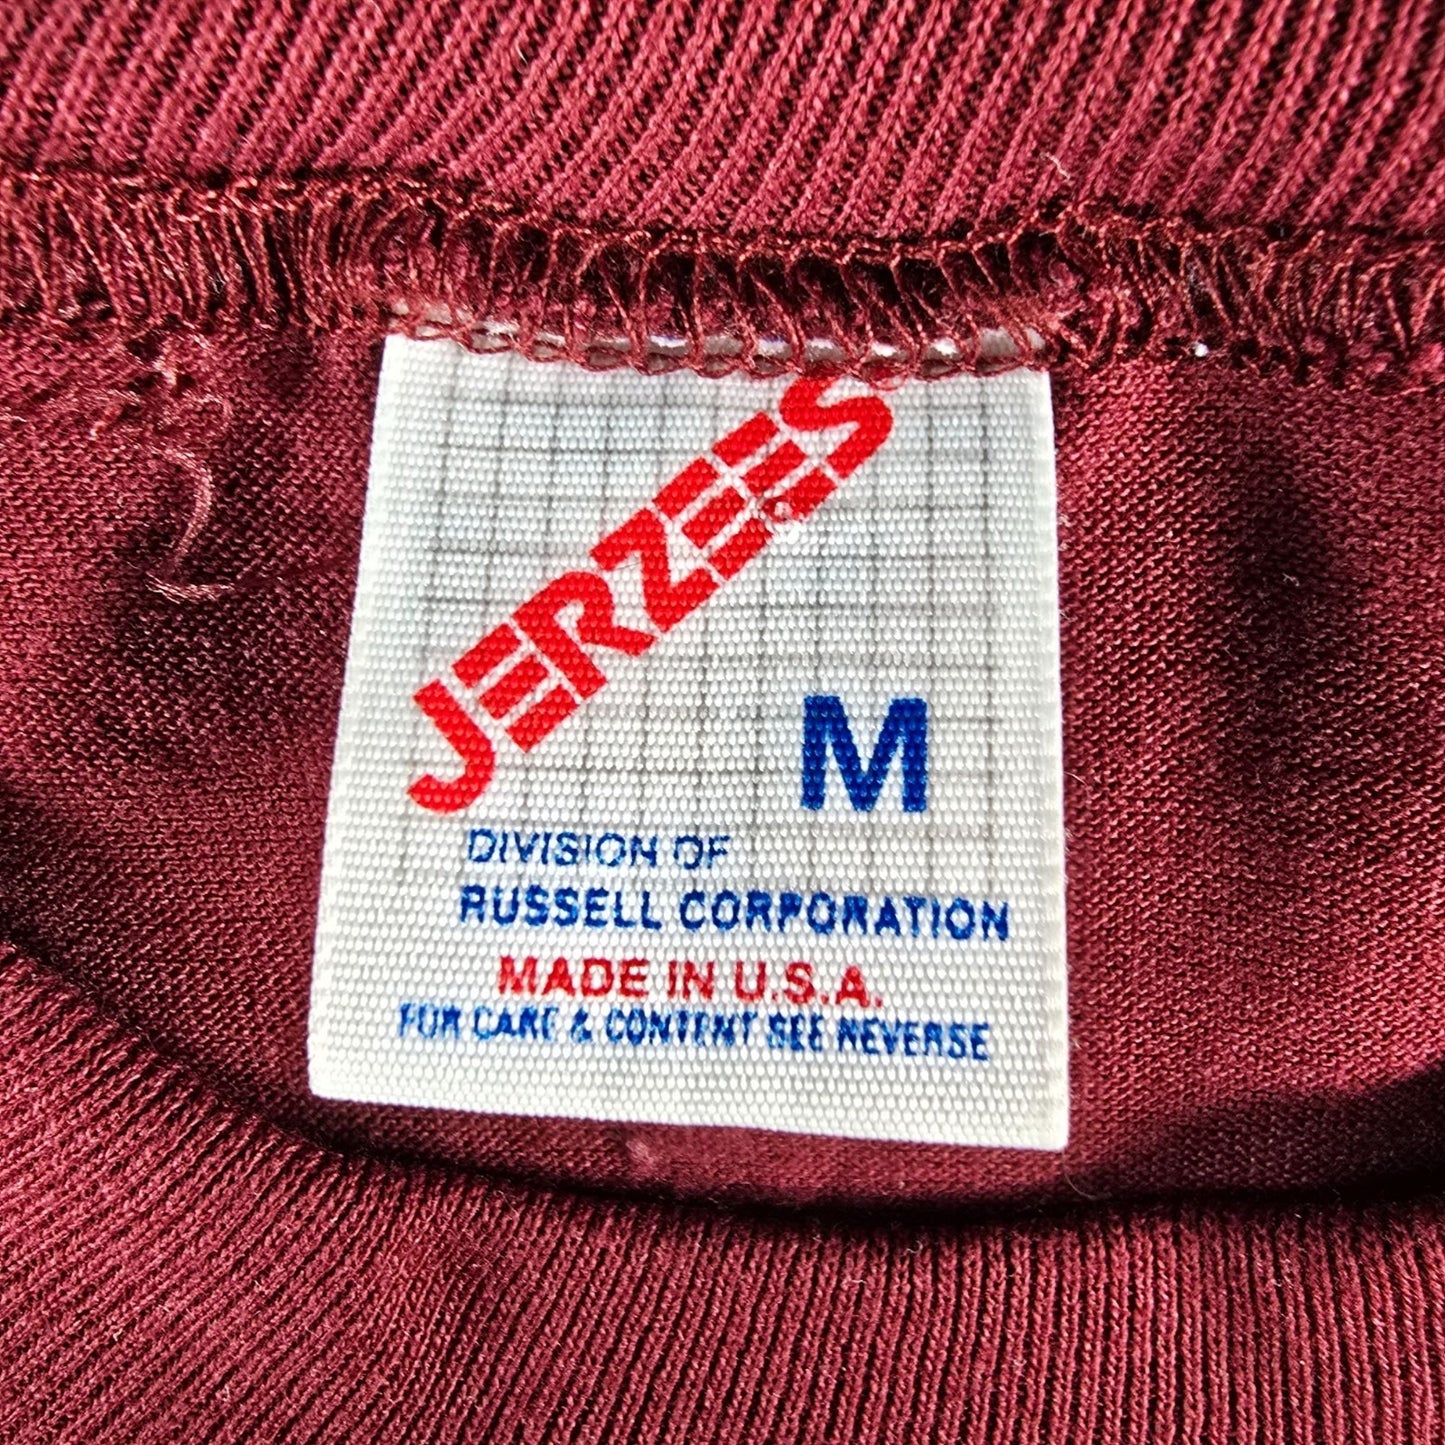 JERZEES
M
DIVISION OF
RUSSELL CORPORATION
MADE IN U.S.A.
FOR CARE & CONTENT SEE REVERSE